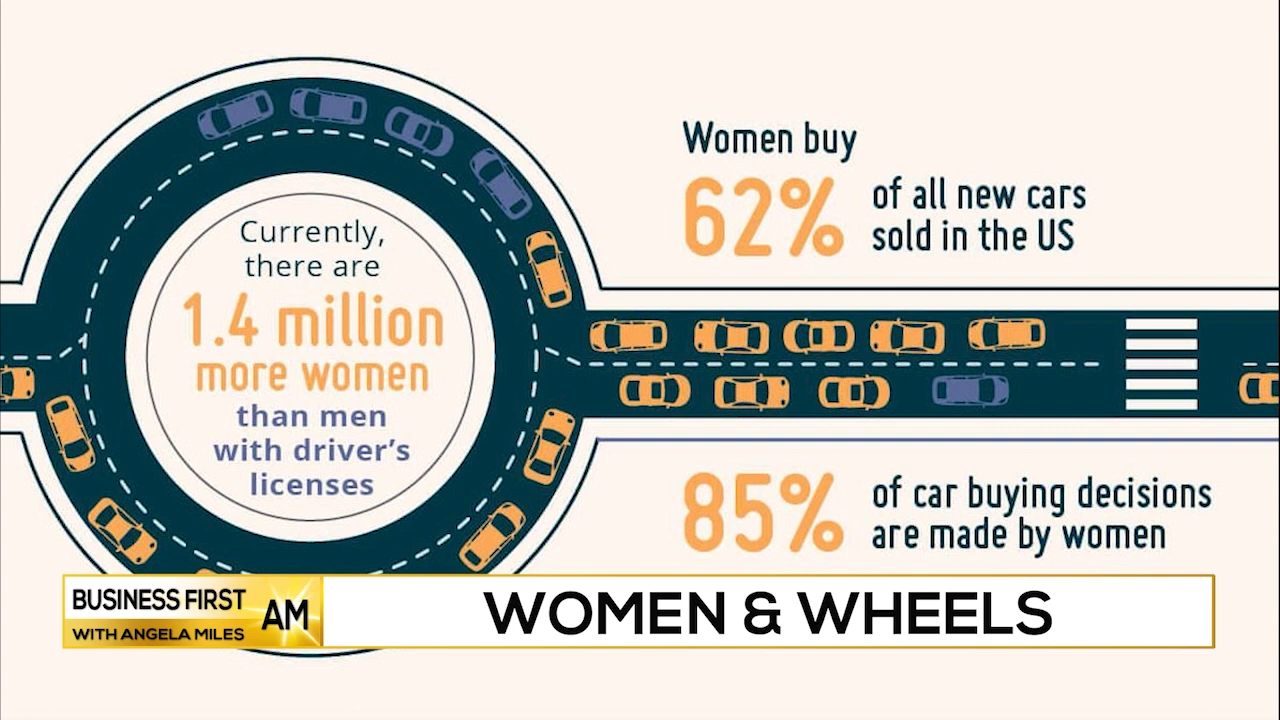 Currently,
there are
1.4 million
more women
than men
with driver's
licenses
Women buy
62%
of all new cars
sold in the US
85%
of car buying decisions
are made by women
BUSINESS FIRST
WITH ANGELA MILES
AM
WOMEN & WHEELS